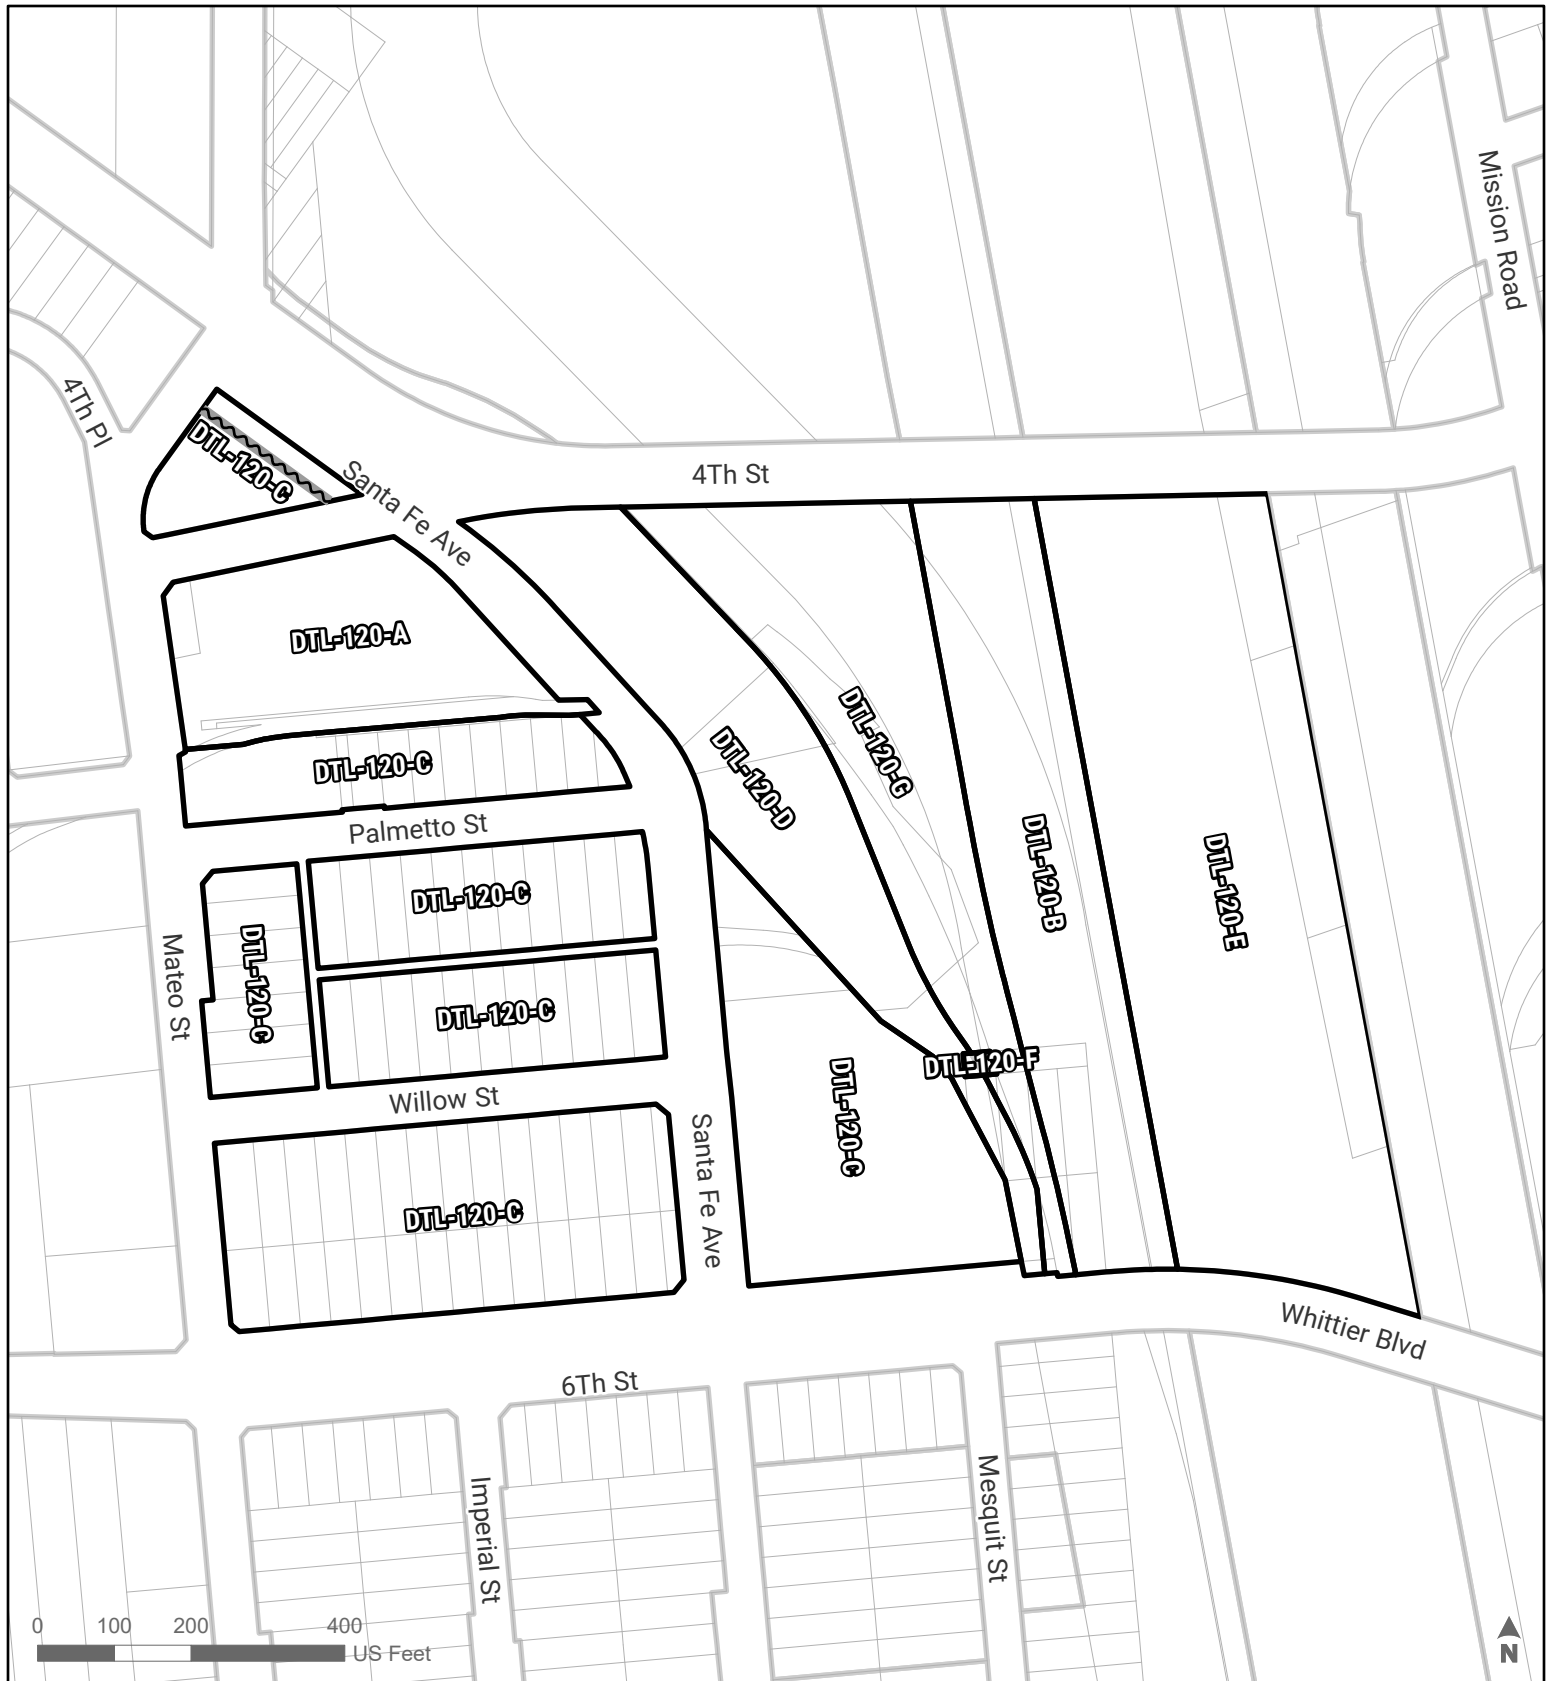 Mission Road
4Th Pl
DTL-120-C
Santa Fe Ave
4Th St
DTL-120-A
DTL-120-C
DTL-120-D
DTL-120-G
DTL-120-B
DTL-120-E
Palmetto St
DTL-120-C
DTL-120-C
Mateo St
DTL-120-C
DTL-120-F
DTL-120-C
Willow St
Santa Fe Ave
DTL-120-C
Whittier Blvd
6Th St
Imperial St
Mesquit St
0 100 200 400
US Feet
N